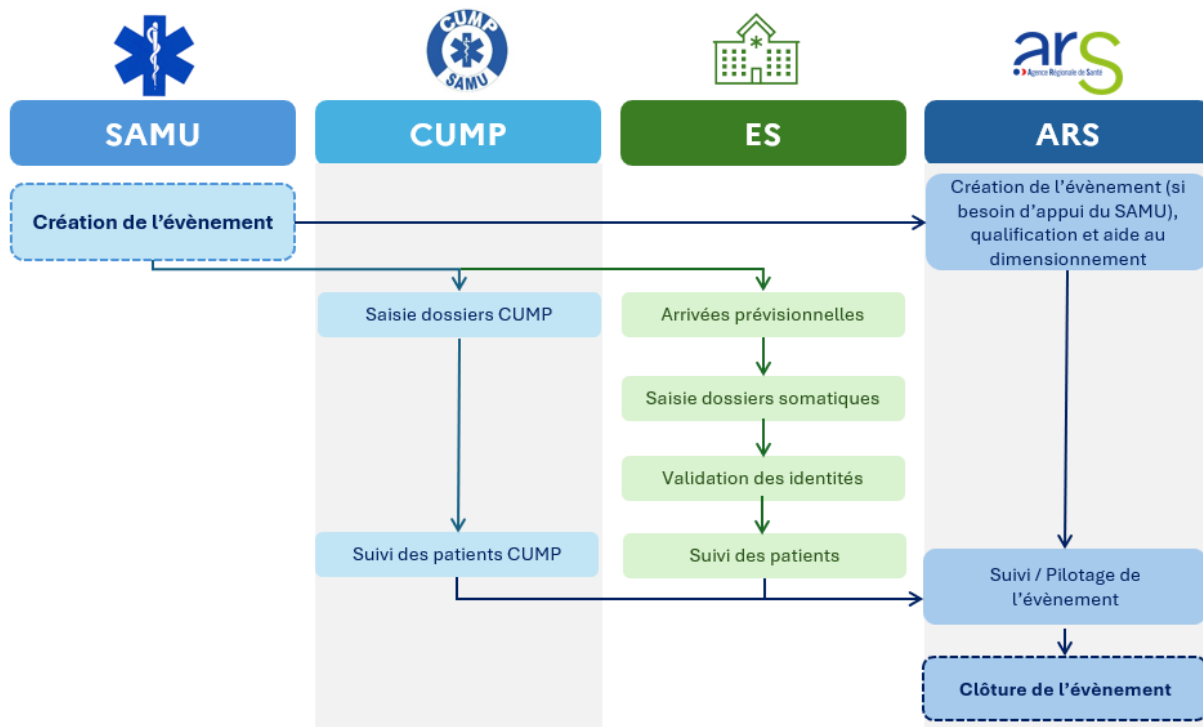 CUMP
SAMU
ars
Agence Régionale de Santé
SAMU
CUMP
ES
ARS
Création de l'évènement
Création de l'évènement (si
besoin d'appui du SAMU),
qualification et aide au
dimensionnement
Saisie dossiers CUMP
Arrivées prévisionnelles
Saisie dossiers somatiques
Validation des identités
Suivi des patients CUMP
Suivi des patients
Suivi / Pilotage de
l'évènement
Clôture de l'évènement